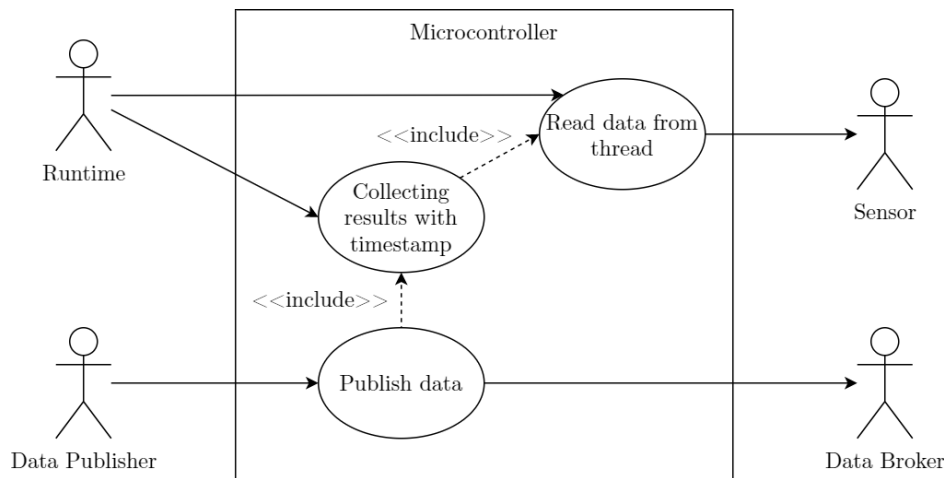 Microcontroller
Runtime
<<include>>
Read data from
thread
Sensor
Collecting
results with
timestamp
<<include>>
Publish data
Data Publisher
Data Broker